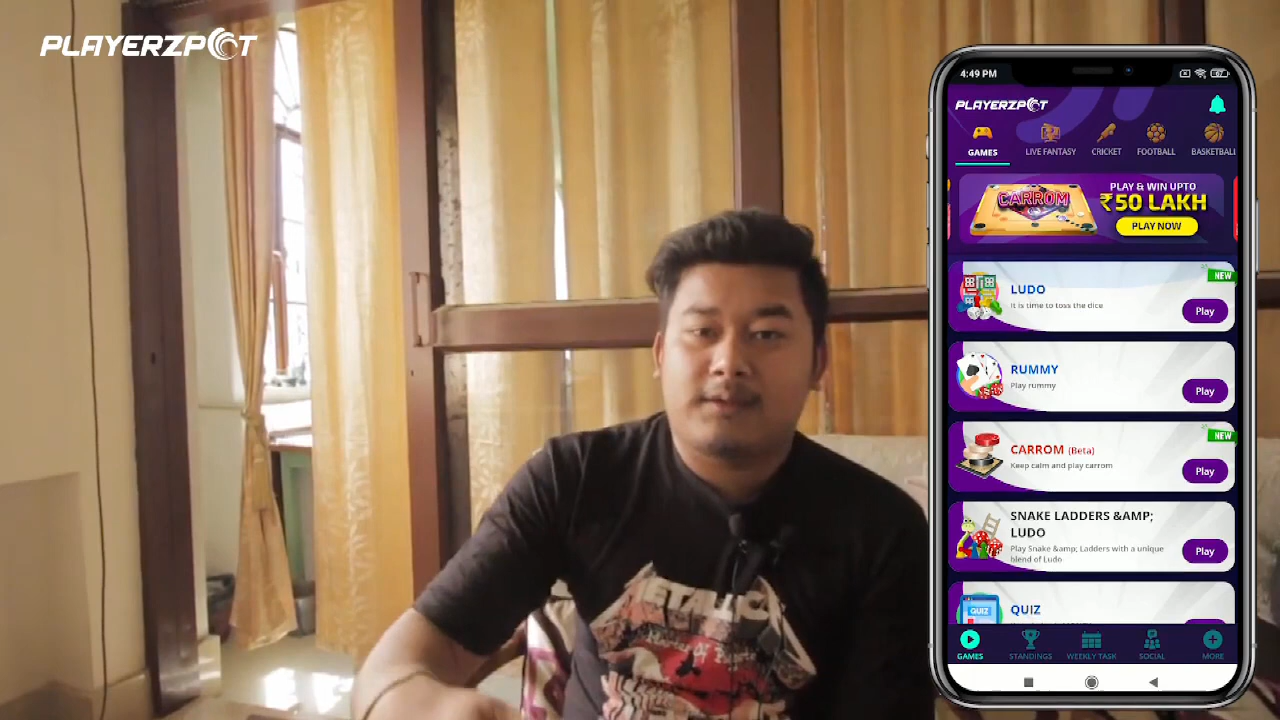 PLAYERZPOT
4:49 PM
67
PLAYERZPOT
GAMES
LIVE FANTASY
CRICKET
FOOTBALL
BASKETBALL
CARROM
PLAY & WIN UPTO
₹50 LAKH
PLAY NOW
NEW
LUDO
It is time to toss the dice
Play
RUMMY
Play rummy
Play
NEW
CARROM (Beta)
Keep calm and play carrom
Play
SNAKE LADDERS &AMP;
LUDO
Play Snake &amp; Ladders with a unique
blend of Ludo
Play
QUIZ
QUIZ
GAMES
STANDINGS
WEEKLY TASK
SOCIAL
MORE
METALLICA